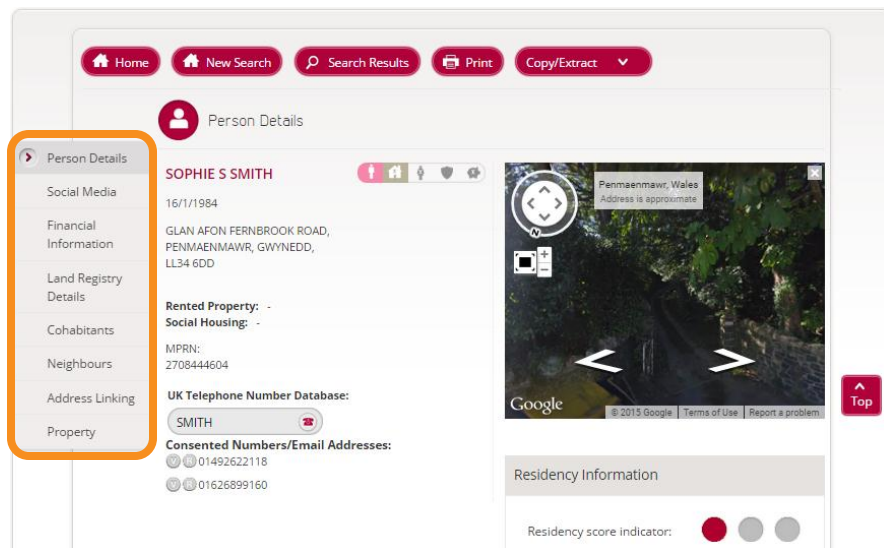 Home
New Search
Search Results
Print
Copy/Extract
Person Details
Person Details
Social Media
Financial
Information
Land Registry
Details
Cohabitants
Neighbours
Address Linking
Property
SOPHIE S SMITH
16/1/1984
GLAN AFON FERNBROOK ROAD,
PENMAENMAWR, GWYNEDD,
LL34 6DD
Rented Property: -
Social Housing: -
MPRN:
2708444604
UK Telephone Number Database:
SMITH
Consented Numbers/Email Addresses:
V R 01492622118
V R 01626899160
Penmaenmawr, Wales
Address is approximate
N
Google
© 2015 Google
Terms of Use
Report a problem
Top
Residency Information
Residency score indicator: